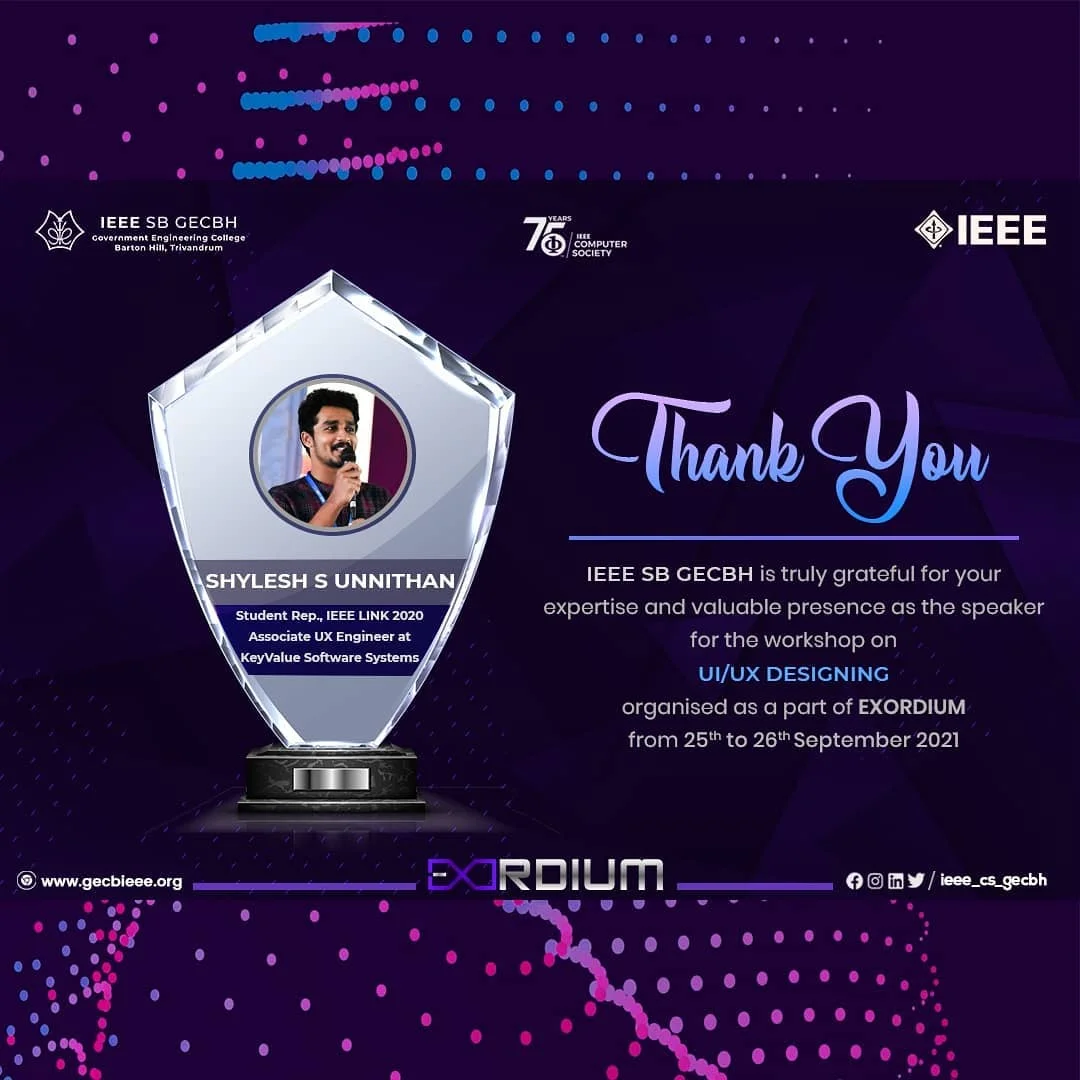 IEEE SB GECBH
Government Engineering College
Barton Hill, Trivandrum
75 YEARS
IEEE
COMPUTER
SOCIETY
IEEE
SHYLESH S UNNITHAN
Student Rep., IEEE LINK 2020
Associate UX Engineer at
KeyValue Software Systems
Thank You
IEEE SB GECBH is truly grateful for your
expertise and valuable presence as the speaker
for the workshop on
UI/UX DESIGNING
organised as a part of EXORDIUM
from 25th to 26th September 2021
www.gecbieee.org
EXORDIUM
/ ieee_cs_gecbh